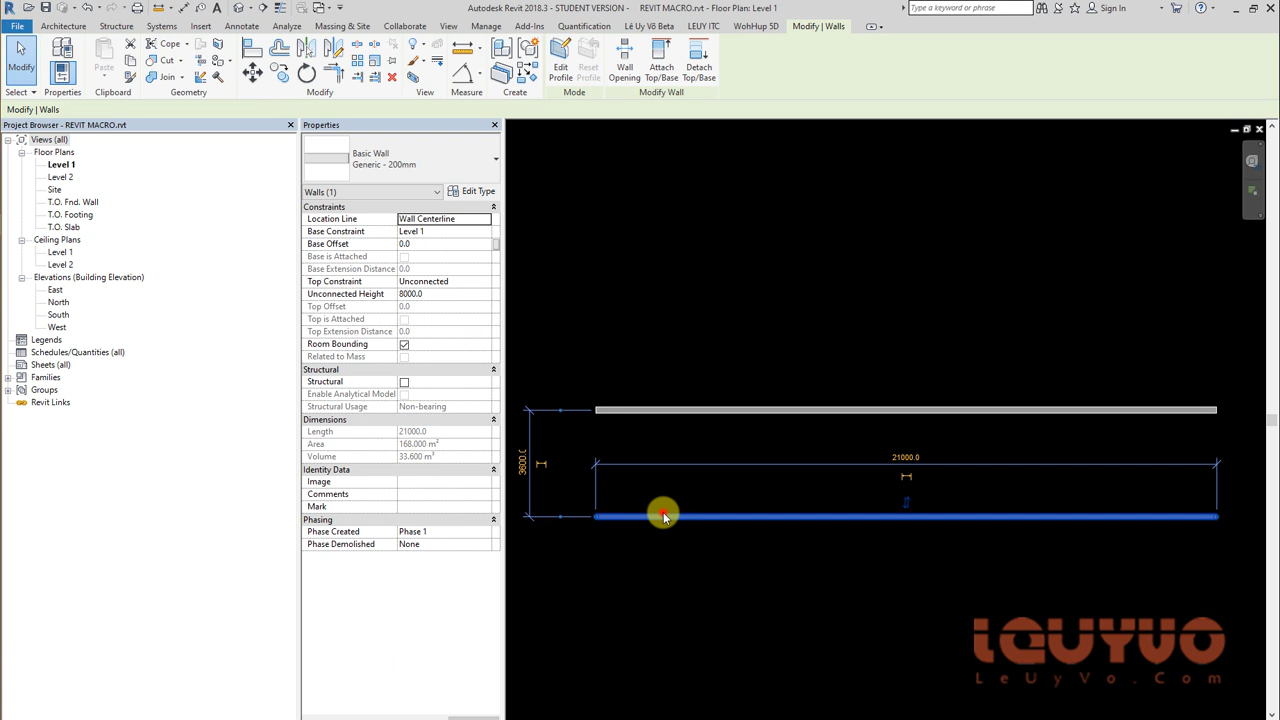 Autodesk Revit 2018.3 - STUDENT VERSION - REVIT MACRO.rvt - Floor Plan: Level 1
Type a keyword or phrase
Sign In
File Architecture Structure Systems Insert Annotate Analyze Massing & Site Collaborate View Manage Add-Ins Quantification Lê Uy Võ Beta LEUYTC WohHup 5D Modify | Walls
Modify
Paste
Cope
Cut
Join
Edit Profile
Reset Profile
Wall Opening
Attach Top/Base
Detach Top/Base
Select Properties Clipboard Geometry Modify View Measure Create Mode Modify Wall
Modify | Walls
Project Browser - REVIT MACRO.rvt
Views (all)
Floor Plans
Level 1
Level 2
Site
T.O. Fnd. Wall
T.O. Footing
T.O. Slab
Ceiling Plans
Level 1
Level 2
Elevations (Building Elevation)
East
North
South
West
Legends
Schedules/Quantities (all)
Sheets (all)
Families
Groups
Revit Links
Properties
Basic Wall
Generic - 200mm
Walls (1)
Edit Type
Constraints
Location Line Wall Centerline
Base Constraint Level 1
Base Offset 0.0
Base is Attached
Base Extension Distance 0.0
Top Constraint Unconnected
Unconnected Height 8000.0
Top Offset 0.0
Top is Attached
Top Extension Distance 0.0
Room Bounding
Related to Mass
Structural
Structural
Enable Analytical Model
Structural Usage Non-bearing
Dimensions
Length 21000.0
Area 168.000 m²
Volume 33.600 m³
Identity Data
Image
Comments
Mark
Phasing
Phase Created Phase 1
Phase Demolished None
3600.0
21000.0
LEUYVO
LeUyVo.Com